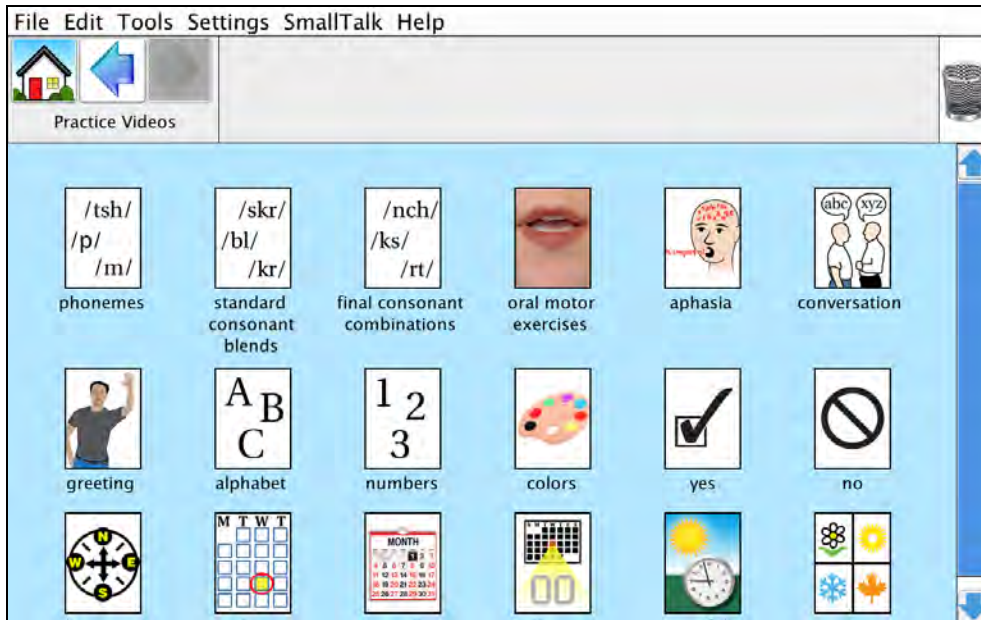 File Edit Tools Settings SmallTalk Help
Practice Videos
/tsh/
/p/
/m/
phonemes
/skr/
/bl/
/kr/
standard
consonant
blends
/nch/
/ks/
/rt/
final consonant
combinations
oral motor
exercises
aphasia
abc xyz
conversation
greeting
A B
C
alphabet
1 2
3
numbers
colors
yes
no
N
W E
S
M T W T
MONTH